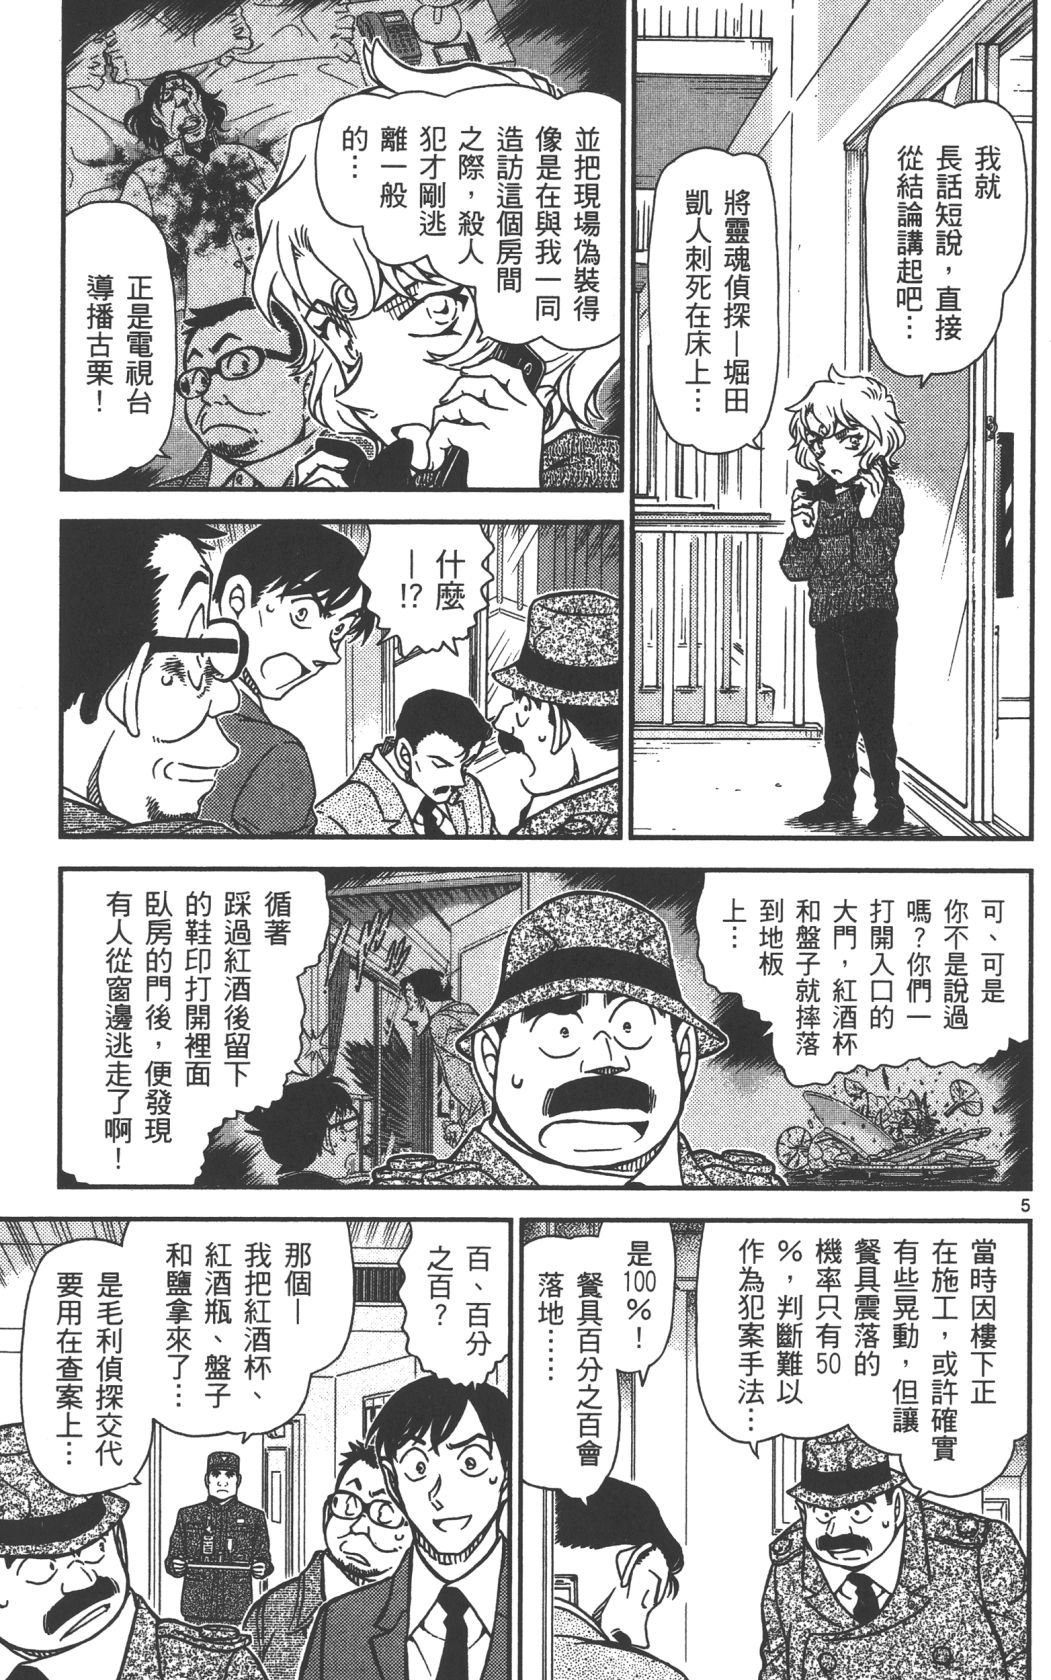 我就
長話短說，直接
從結論講起吧…
將靈魂偵探—堀田
凱人刺死在床上…
並把現場偽裝得
像是在與我一同
造訪這個房間
之際，殺人
犯才剛逃
離一般
的…
正是電視台
導播古栗！
什麼
—!?
可、可是
你不是說過
嗎？你們一
打開入口的
大門，紅酒杯
和盤子就摔落
到地板
上…
循著
踩過紅酒後留下
的鞋印打開裡面
臥房的門後，便發現
有人從窗邊逃走了啊！
5
當時因樓下正
在施工，或許確實
有些晃動，但讓
餐具震落的
機率只有50
%，判斷難以
作為犯案手法…
是100%！
餐具百分之百會
落地……
百、百分
之百？
那個—
我把紅酒杯、
紅酒瓶、盤子
和鹽拿來了…
是毛利偵探交代
要用在查案上…